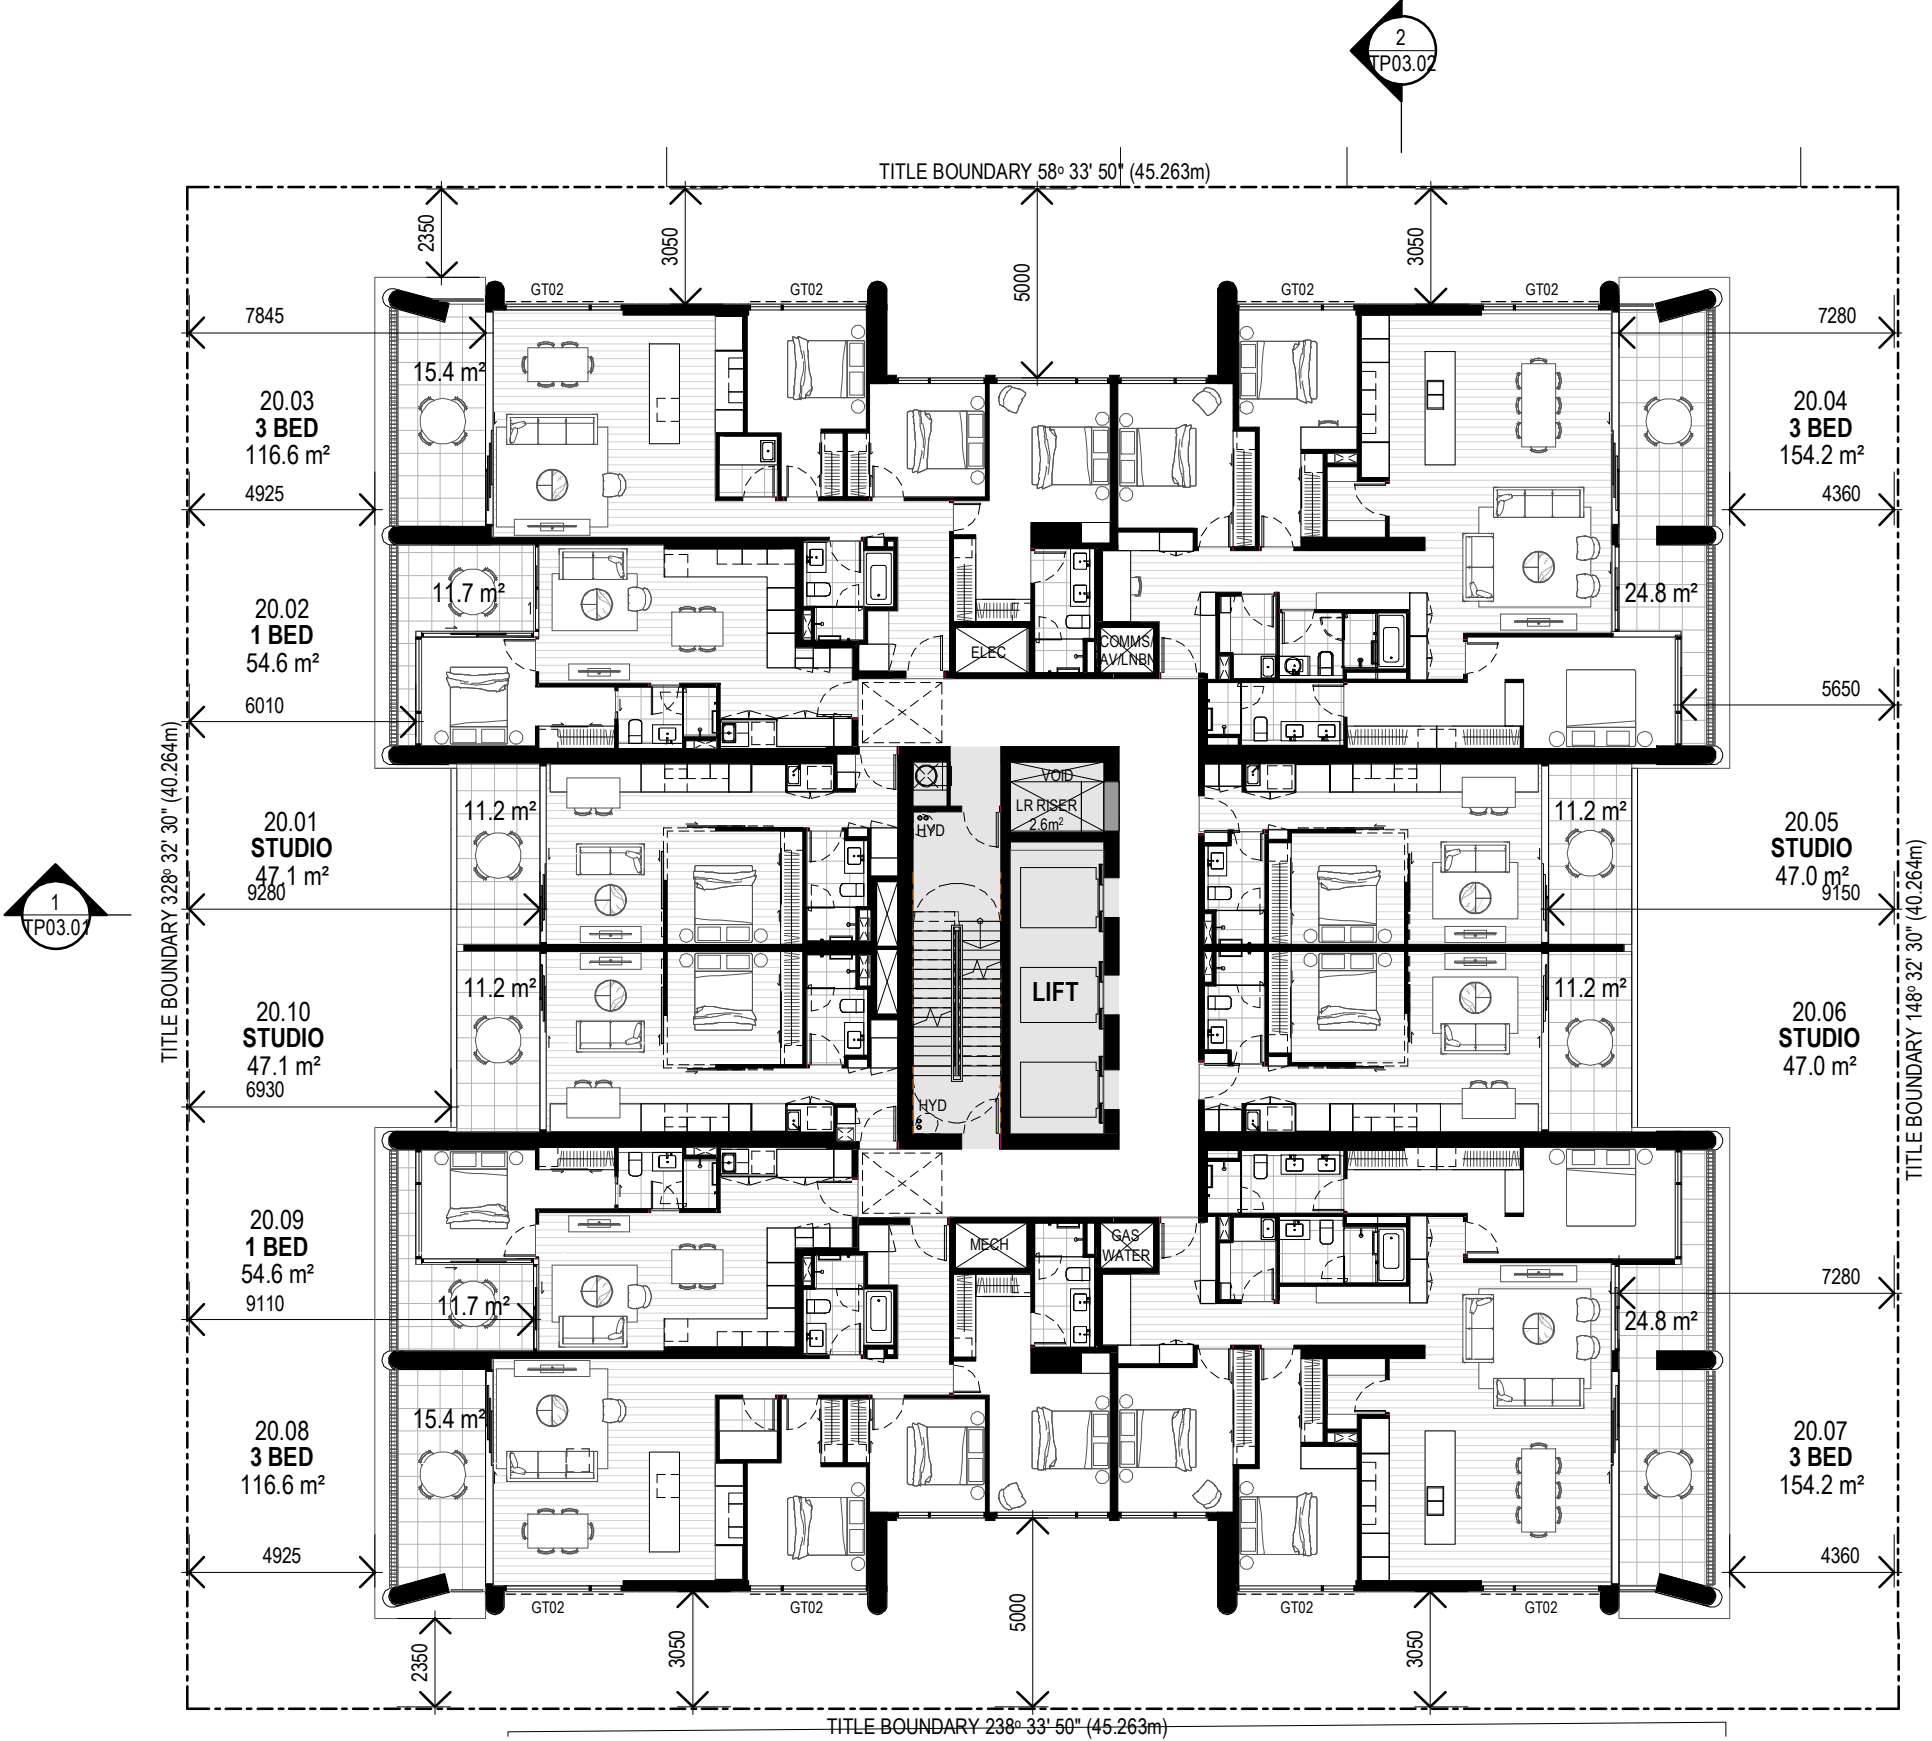 2
TP03.02
TITLE BOUNDARY 58º 33' 50" (45.263m)
2350
3050
5000
3050
GT02
GT02
GT02
GT02
7845
7280
15.4 m²
20.03
3 BED
116.6 m²
20.04
3 BED
154.2 m²
4925
4360
11.7 m²
24.8 m²
20.02
1 BED
54.6 m²
ELEC
COMMS/
AV/LNBN
6010
5650
TITLE BOUNDARY 328º 32' 30" (40.264m)
VOID
LR RISER
2.6m²
HYD
11.2 m²
11.2 m²
20.01
STUDIO
47.1 m²
9280
20.05
STUDIO
47.0 m²
9150
TITLE BOUNDARY 148º 32' 30" (40.264m)
1
TP03.01
LIFT
11.2 m²
11.2 m²
20.10
STUDIO
47.1 m²
6930
20.06
STUDIO
47.0 m²
HYD
20.09
1 BED
54.6 m²
9110
MECH
GAS
WATER
11.7 m²
7280
24.8 m²
15.4 m²
20.08
3 BED
116.6 m²
20.07
3 BED
154.2 m²
4925
4360
GT02
GT02
GT02
GT02
2350
3050
5000
3050
TITLE BOUNDARY 238º 33' 50" (45.263m)